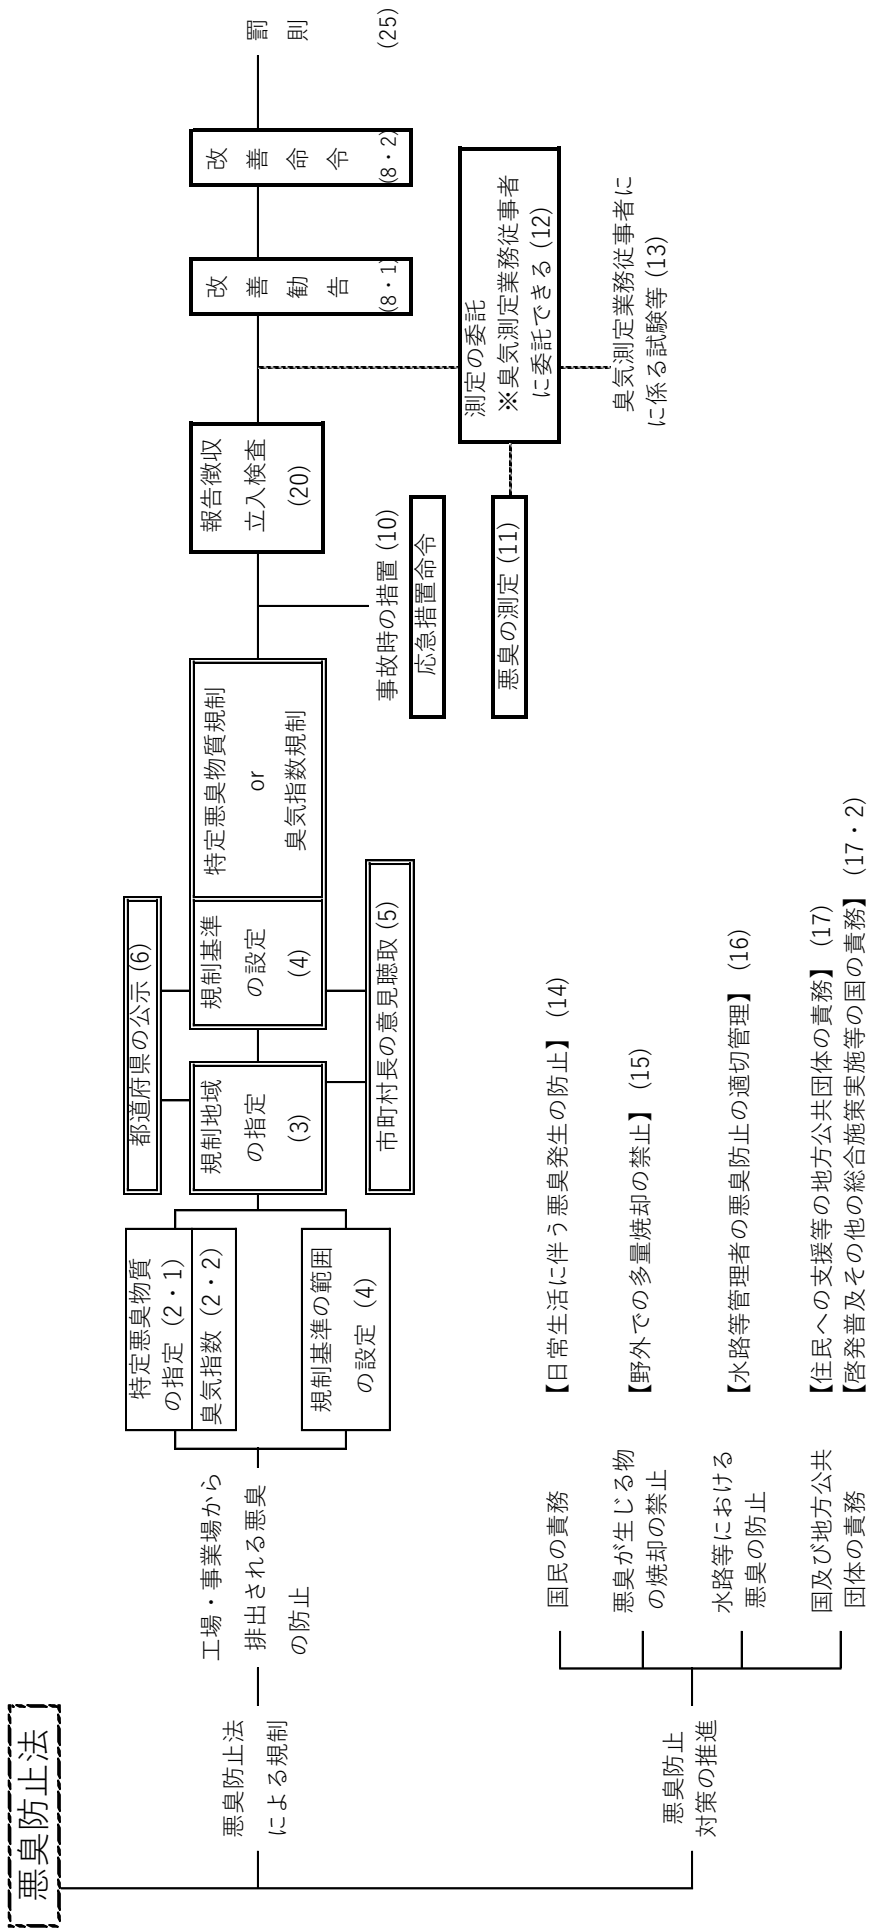 悪臭防止法
悪臭防止法
による規制
工場・事業場から
排出される悪臭
の防止
特定悪臭物質
の指定 (2・1)
臭気指数 (2・2)
規制基準の範囲
の設定 (4)
都道府県の公示 (6)
規制地域
の指定
(3)
規制基準
の設定
(4)
市町村長の意見聴取 (5)
特定悪臭物質規制
or
臭気指数規制
事故時の措置 (10)
応急措置命令
報告徴収
立入検査
(20)
悪臭の測定 (11)
測定の委託
※臭気測定業務従事者
に委託できる (12)
臭気測定業務従事者に
に係る試験等 (13)
改善勧告
(8・1)
改善命令
(8・2)
罰則
(25)
悪臭防止
対策の推進
国民の責務
【日常生活に伴う悪臭発生の防止】 (14)
悪臭が生じる物
の焼却の禁止
【野外での多量焼却の禁止】 (15)
水路等における
悪臭の防止
【水路等管理者の悪臭防止の適切管理】 (16)
国及び地方公共
団体の責務
【住民への支援等の地方公共団体の責務】 (17)
【啓発普及その他の総合施策実施等の国の責務】 (17・2)